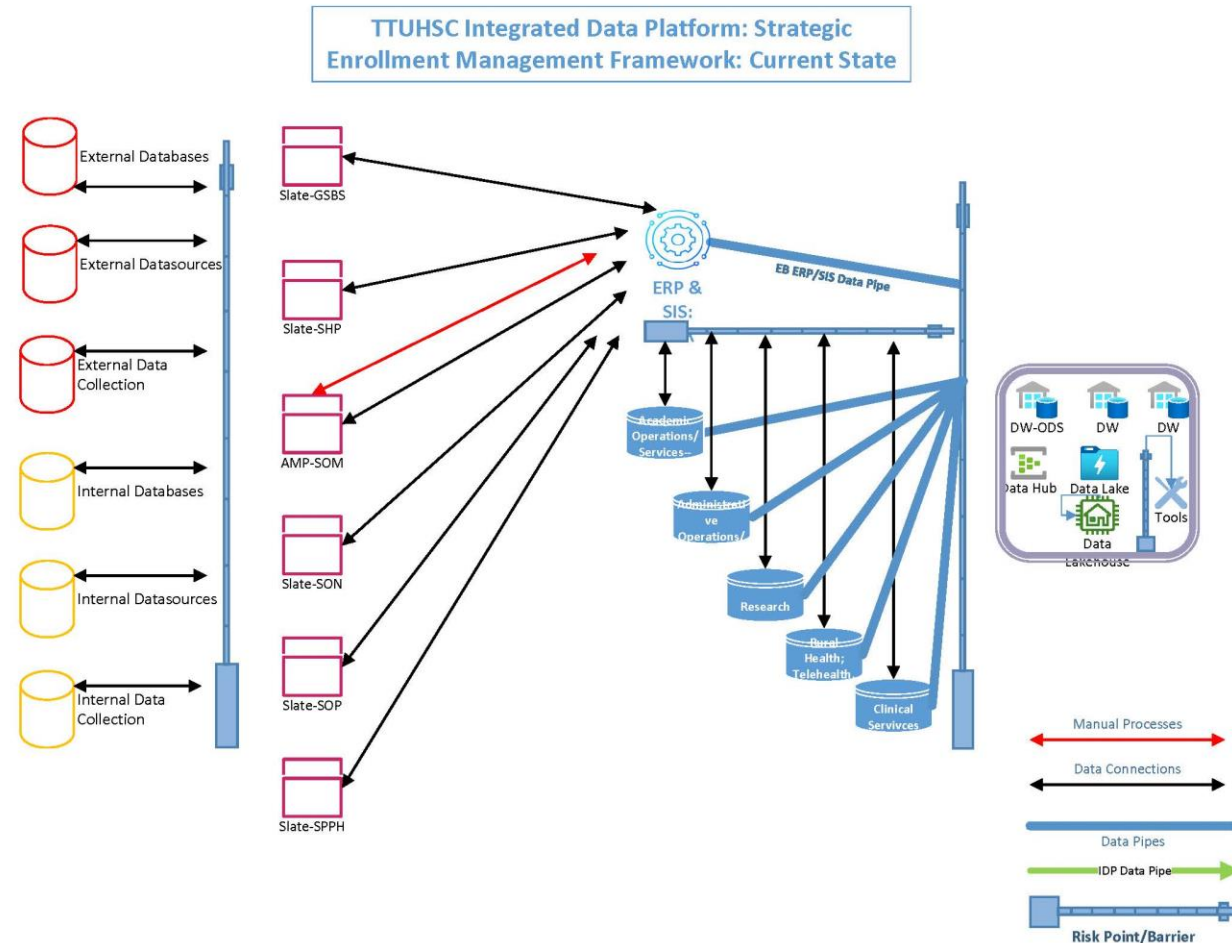 TTUHSC Integrated Data Platform: Strategic
Enrollment Management Framework: Current State
External Databases
External Datasources
External Data
Collection
Internal Databases
Internal Datasources
Internal Data
Collection
Slate-GSBS
Slate-SHP
AMP-SOM
Slate-SON
Slate-SOP
Slate-SPPH
ERP &
SIS:
EB ERP/SIS Data Pipe
Academic
Operations/
Services--
Administrati
ve
Operations/
Research
Rural
Health;
Telehealth
Clinical
Servivces
DW-ODS
DW
DW
Data Hub
Data Lake
Tools
Data
Lakehouse
Manual Processes
Data Connections
Data Pipes
IDP Data Pipe
Risk Point/Barrier